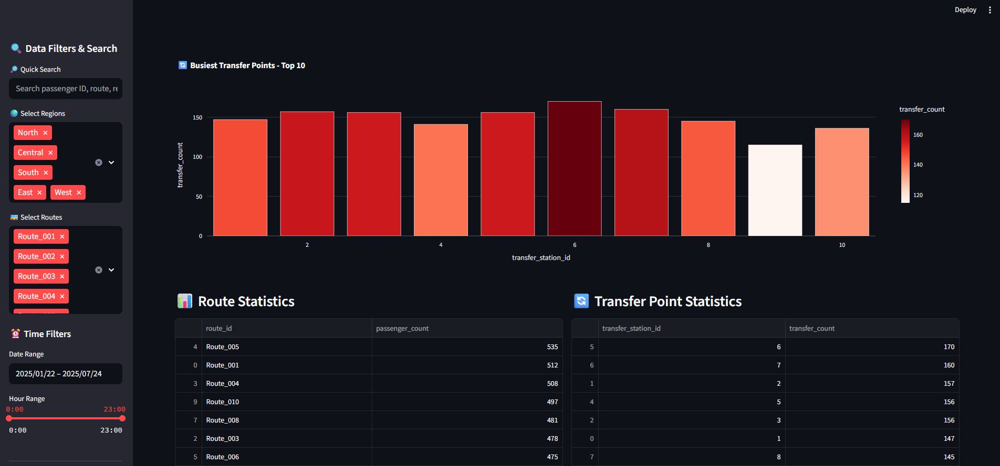 Deploy
Data Filters & Search
Quick Search
Search passenger ID, route, re
Select Regions
North ×
Central ×
South ×
East × West ×
Select Routes
Route_001 ×
Route_002 ×
Route_003 ×
Route_004 ×
Time Filters
Date Range
2025/01/22 – 2025/07/24
Hour Range
0:00 23:00
0:00 23:00
Busiest Transfer Points - Top 10
transfer_count
150
100
50
0
2 4 6 8 10
transfer_station_id
transfer_count
160
140
120
Route Statistics
route_id passenger_count
4 Route_005 535
0 Route_001 512
3 Route_004 508
9 Route_010 497
7 Route_008 481
2 Route_003 478
5 Route_006 475
Transfer Point Statistics
transfer_station_id transfer_count
5 6 170
6 7 160
1 2 157
4 5 156
2 3 156
0 1 147
7 8 145